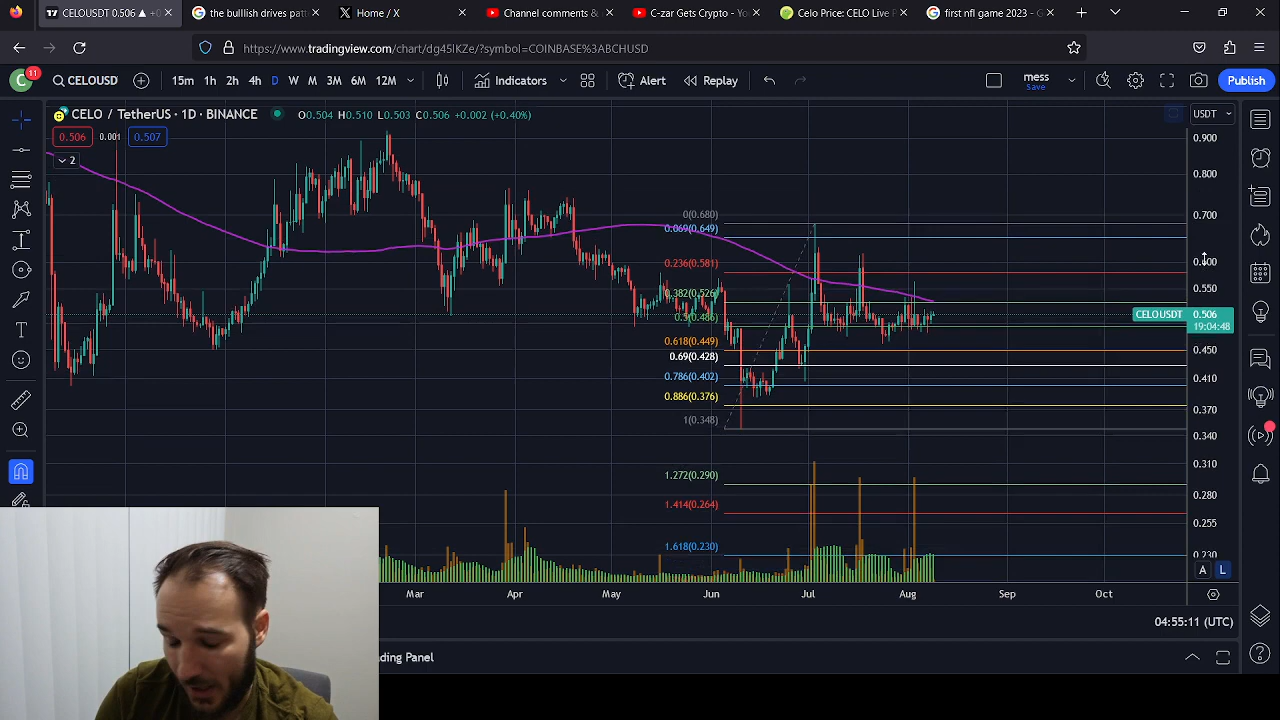 CELOUSDT 0.506 ▲ +0
the bullish drives patt
Home / X
Channel comments &
C-zar Gets Crypto - Yo
Celo Price: CELO Live P
first nfl game 2023 - G
https://www.tradingview.com/chart/dg45IKZe/?symbol=COINBASE%3ABCHUSD
C 11 CELOUSD 15m 1h 2h 4h D W M 3M 6M 12M Indicators Alert Replay mess Save Publish
CELO / TetherUS · 1D · BINANCE O0.504 H0.510 L0.503 C0.506 +0.002 (+0.40%) USDT
0.506 0.001 0.507
2
0.900
0.800
0.700
0.550
0.450
0.410
0.370
0.340
0.310
0.280
0.255
0.230
CELOUSDT 0.506
19:04:48
0(0.680)
0.069(0.649)
0.236(0.581)
0.382(0.526)
0.618(0.449)
0.69(0.428)
0.786(0.402)
0.886(0.376)
1(0.348)
1.272(0.290)
1.414(0.264)
1.618(0.230)
A L
Mar Apr May Jun Jul Aug Sep Oct
04:55:11 (UTC)
ding Panel